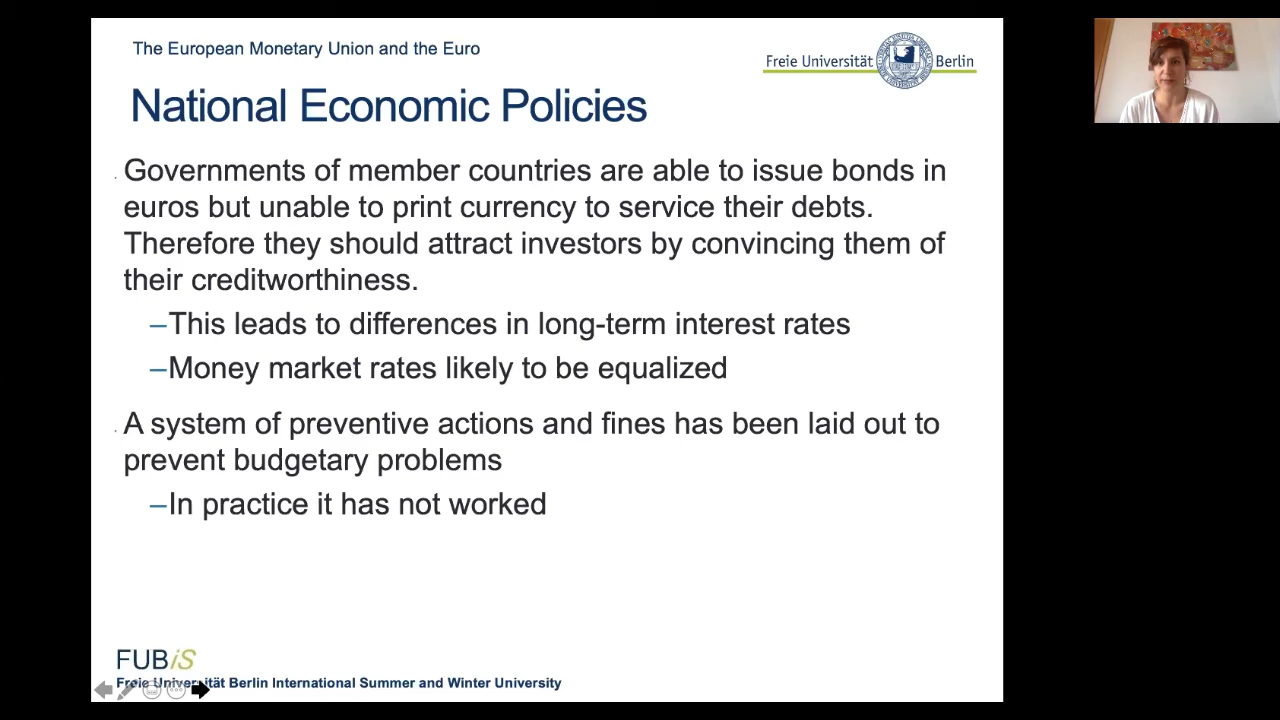 The European Monetary Union and the Euro
Freie Universität Berlin
National Economic Policies
Governments of member countries are able to issue bonds in
euros but unable to print currency to service their debts.
Therefore they should attract investors by convincing them of
their creditworthiness.
–This leads to differences in long-term interest rates
–Money market rates likely to be equalized
A system of preventive actions and fines has been laid out to
prevent budgetary problems
–In practice it has not worked
FUBiS
Freie Universität Berlin International Summer and Winter University